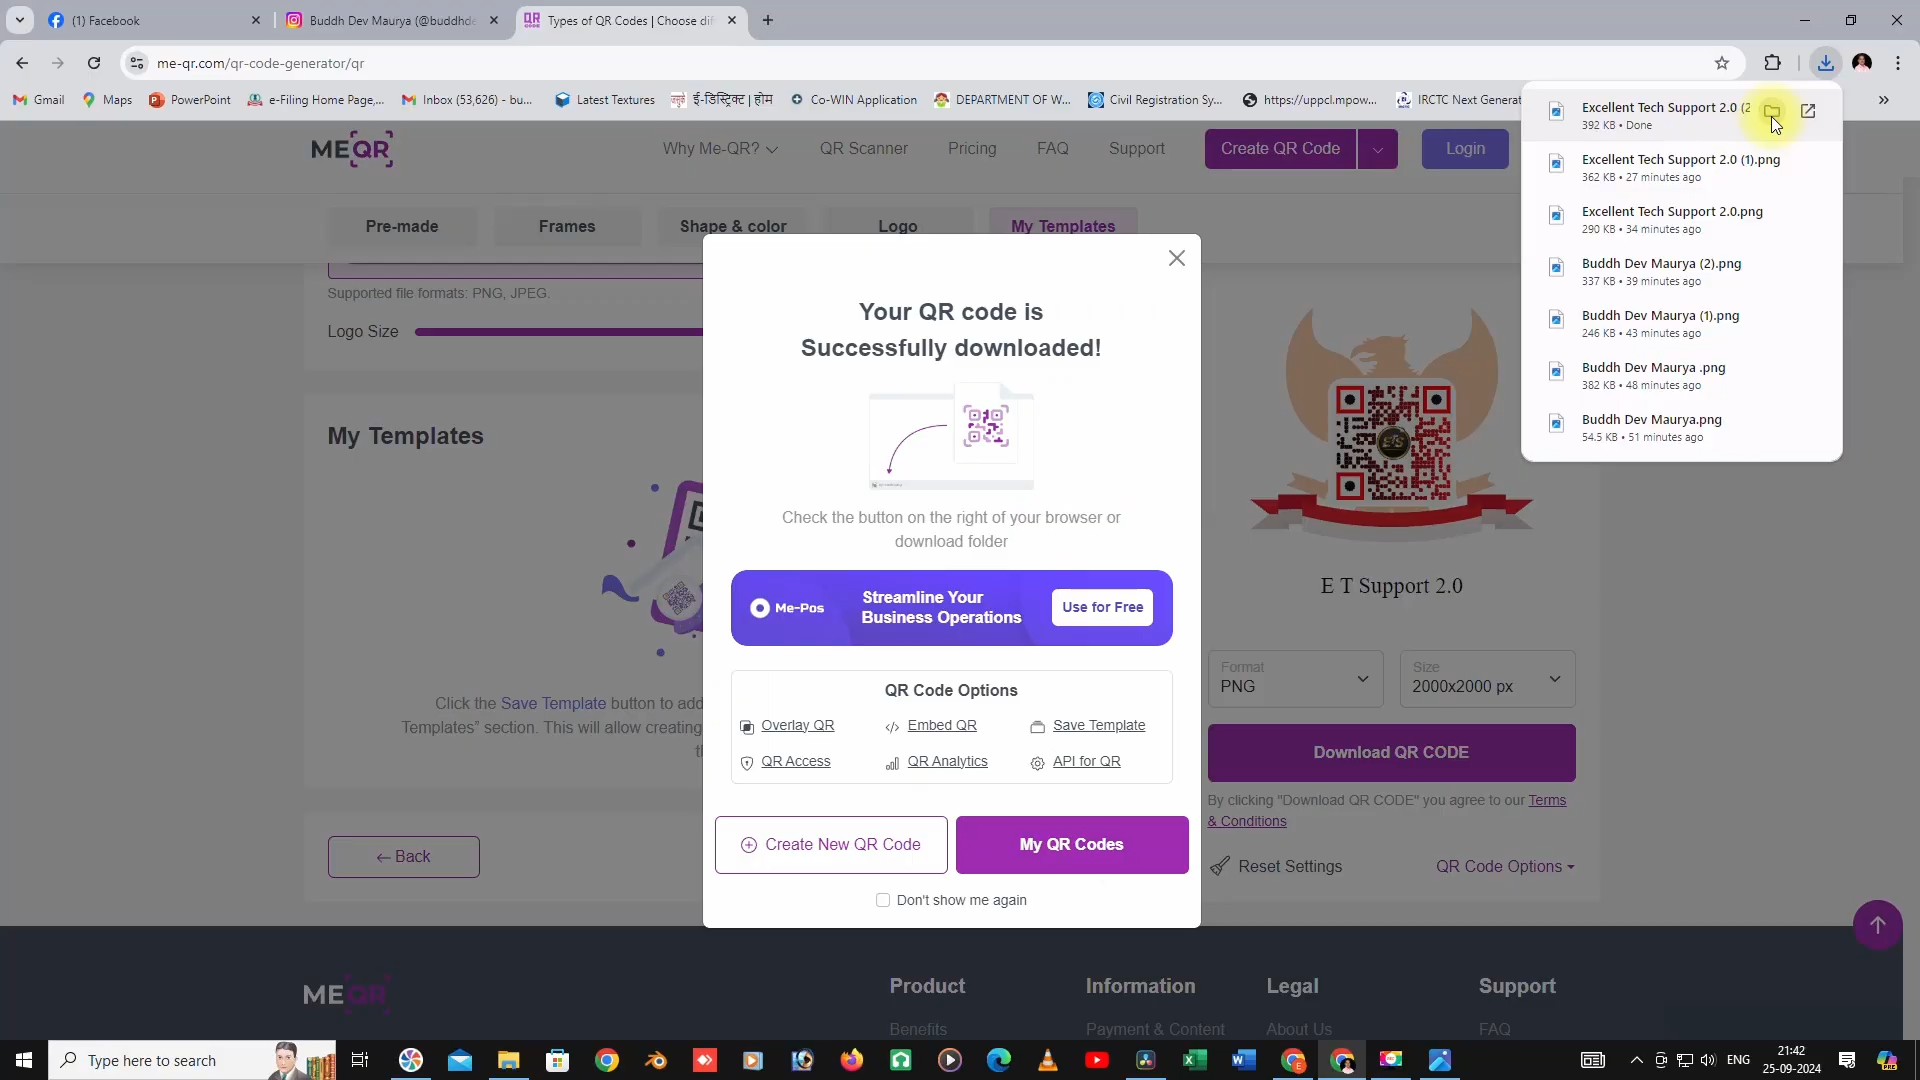 (1) Facebook
Buddh Dev Maurya (@buddhde
Types of QR Codes | Choose dif
me-qr.com/qr-code-generator/qr
Gmail
Maps
PowerPoint
e-Filing Home Page,...
Inbox (53,626) - bu...
Latest Textures
ई-डिस्ट्रिक्ट | होम
Co-WIN Application
DEPARTMENT OF W...
Civil Registration Sy...
https://uppcl.mpow...
IRCTC Next Generat
Excellent Tech Support 2.0 (2
392 KB • Done
Excellent Tech Support 2.0 (1).png
362 KB • 27 minutes ago
Excellent Tech Support 2.0.png
290 KB • 34 minutes ago
Buddh Dev Maurya (2).png
337 KB • 39 minutes ago
Buddh Dev Maurya (1).png
246 KB • 43 minutes ago
Buddh Dev Maurya .png
382 KB • 48 minutes ago
Buddh Dev Maurya.png
54.5 KB • 51 minutes ago
MEQR
Why Me-QR?
QR Scanner
Pricing
FAQ
Support
Create QR Code
Login
Pre-made
Frames
Shape & color
Logo
My Templates
Supported file formats: PNG, JPEG.
Logo Size
My Templates
Click the Save Template button to add
Templates” section. This will allow creating
Back
Your QR code is
Successfully downloaded!
Check the button on the right of your browser or
download folder
Me-Pos
Streamline Your
Business Operations
Use for Free
QR Code Options
Overlay QR
Embed QR
Save Template
QR Access
QR Analytics
API for QR
Create New QR Code
My QR Codes
Don't show me again
ETS
E T Support 2.0
Format
PNG
Size
2000x2000 px
Download QR CODE
By clicking "Download QR CODE" you agree to our Terms
& Conditions
Reset Settings
QR Code Options
MEQR
Product
Information
Legal
Support
Benefits
Payment & Content
About Us
FAQ
Type here to search
ENG
21:42
25-09-2024